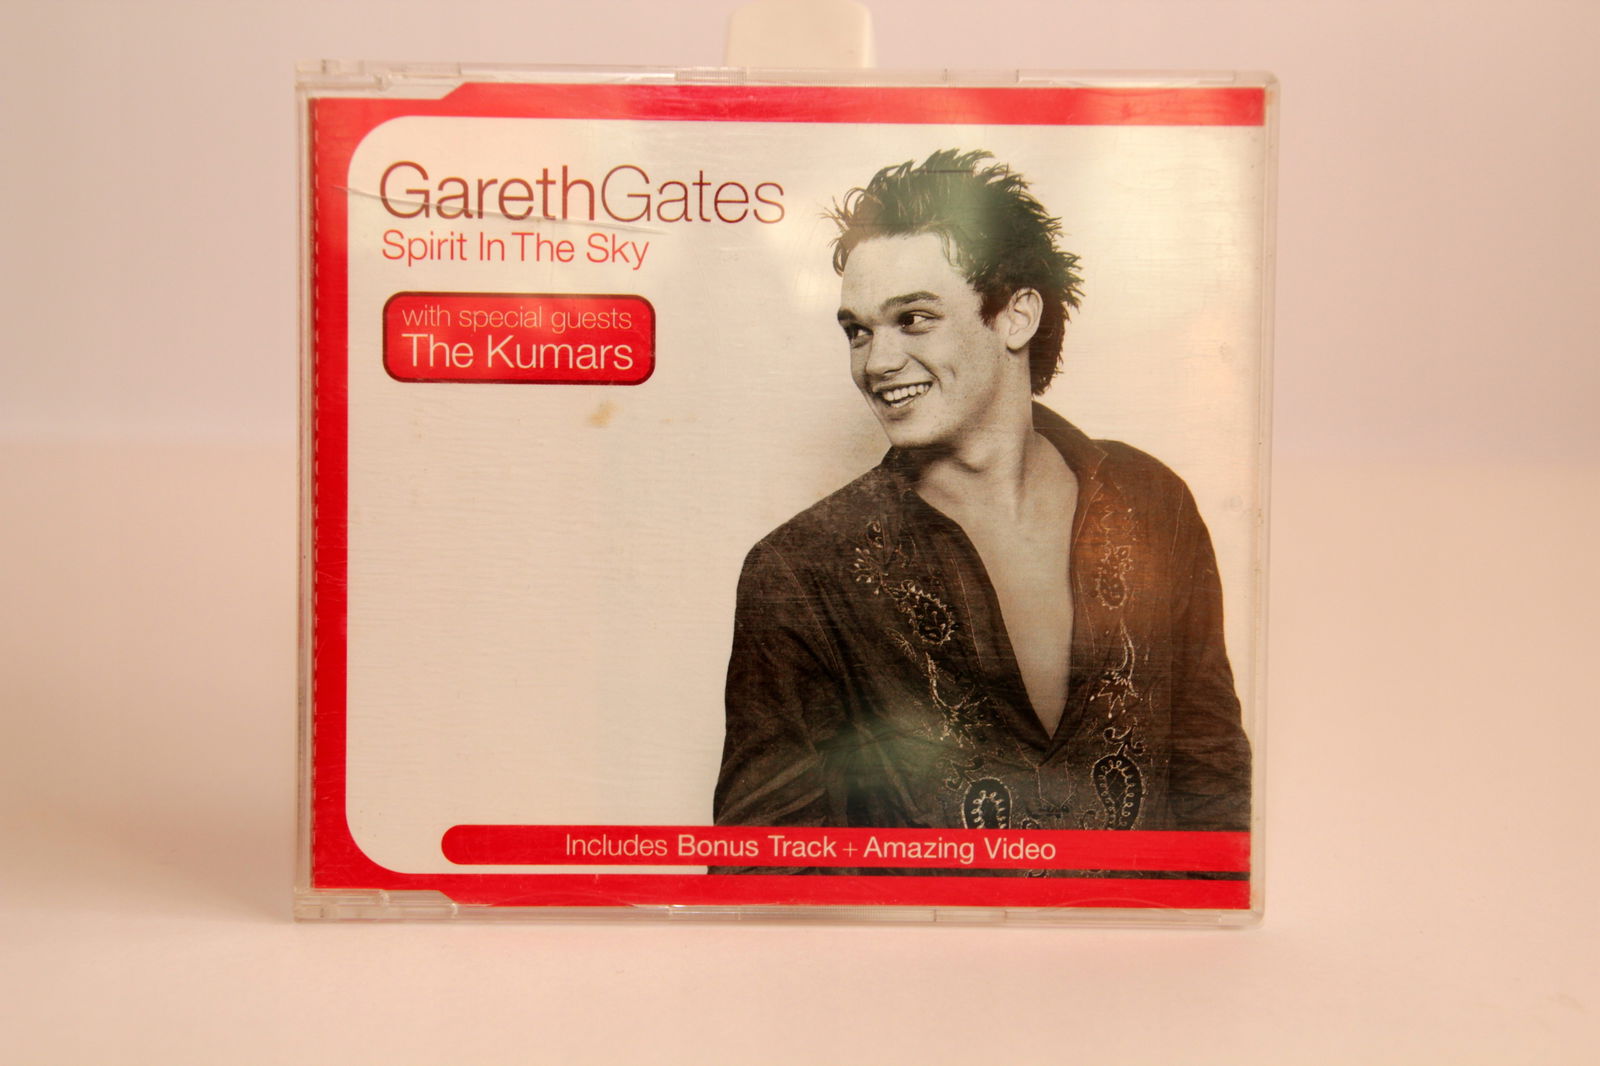 GarethGates
Spirit In The Sky
with special guests
The Kumars
Includes Bonus Track + Amazing Video